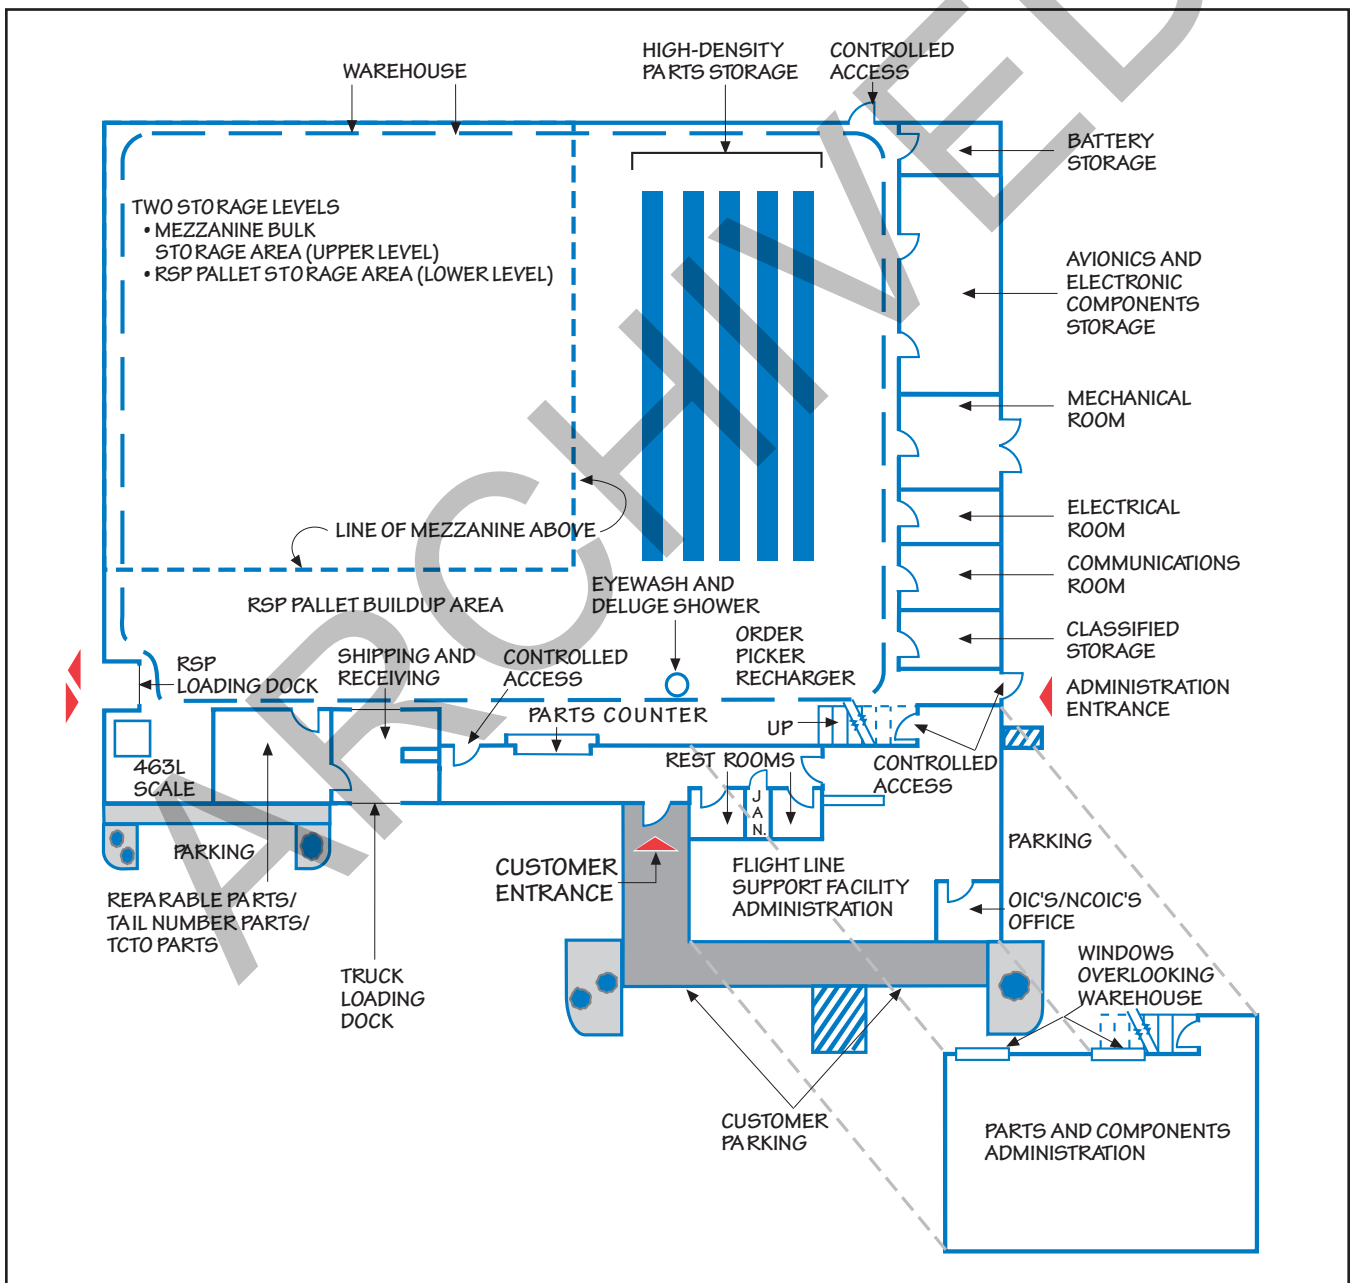 HIGH-DENSITY
PARTS STORAGE
CONTROLLED
ACCESS
WAREHOUSE
BATTERY
STORAGE
TWO STORAGE LEVELS
• MEZZANINE BULK
STORAGE AREA (UPPER LEVEL)
• RSP PALLET STORAGE AREA (LOWER LEVEL)
AVIONICS AND
ELECTRONIC
COMPONENTS
STORAGE
MECHANICAL
ROOM
LINE OF MEZZANINE ABOVE
ELECTRICAL
ROOM
COMMUNICATIONS
ROOM
RSP PALLET BUILDUP AREA
EYEWASH AND
DELUGE SHOWER
CLASSIFIED
STORAGE
ORDER
PICKER
RECHARGER
RSP
LOADING DOCK
SHIPPING AND
RECEIVING
CONTROLLED
ACCESS
ADMINISTRATION
ENTRANCE
PARTS COUNTER
UP
463L
SCALE
REST ROOMS
CONTROLLED
ACCESS
JAN.
PARKING
PARKING
CUSTOMER
ENTRANCE
FLIGHT LINE
SUPPORT FACILITY
ADMINISTRATION
REPARABLE PARTS/
TAIL NUMBER PARTS/
TCTO PARTS
OIC'S/NCOIC'S
OFFICE
TRUCK
LOADING
DOCK
WINDOWS
OVERLOOKING
WAREHOUSE
CUSTOMER
PARKING
PARTS AND COMPONENTS
ADMINISTRATION
ARCHIVED